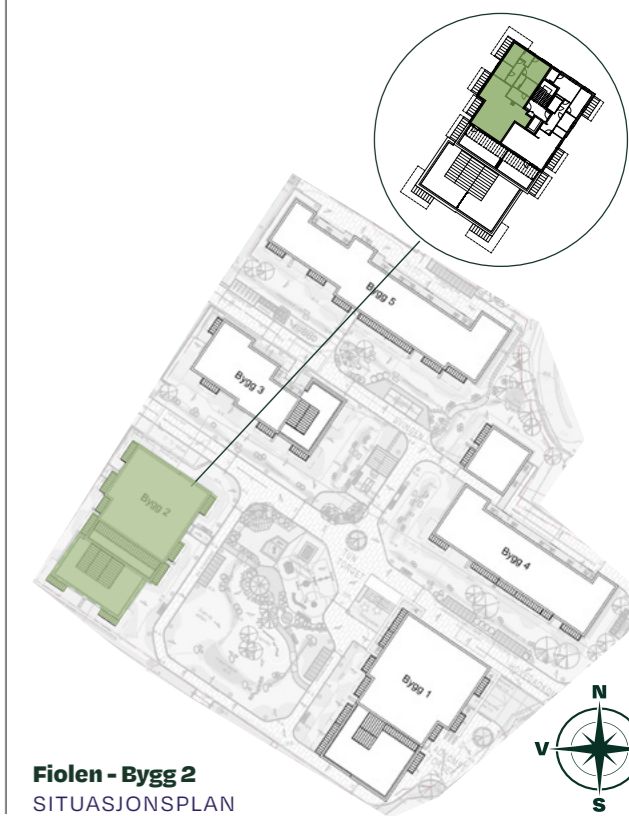 Bygg 5
Bygg 3
Bygg 2
Bygg 4
Bygg 1
N
V
S
Fiolen - Bygg 2
SITUASJONSPLAN